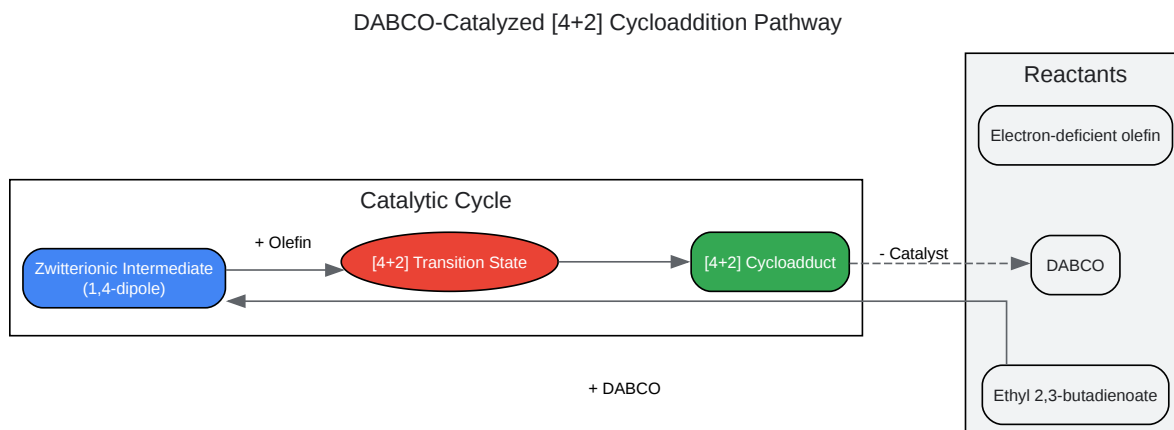 DABCO-Catalyzed [4+2] Cycloaddition Pathway
Reactants
Electron-deficient olefin
Catalytic Cycle
+ Olefin
Zwitterionic Intermediate
(1,4-dipole)
[4+2] Transition State
[4+2] Cycloadduct
- Catalyst
DABCO
+ DABCO
Ethyl 2,3-butadienoate